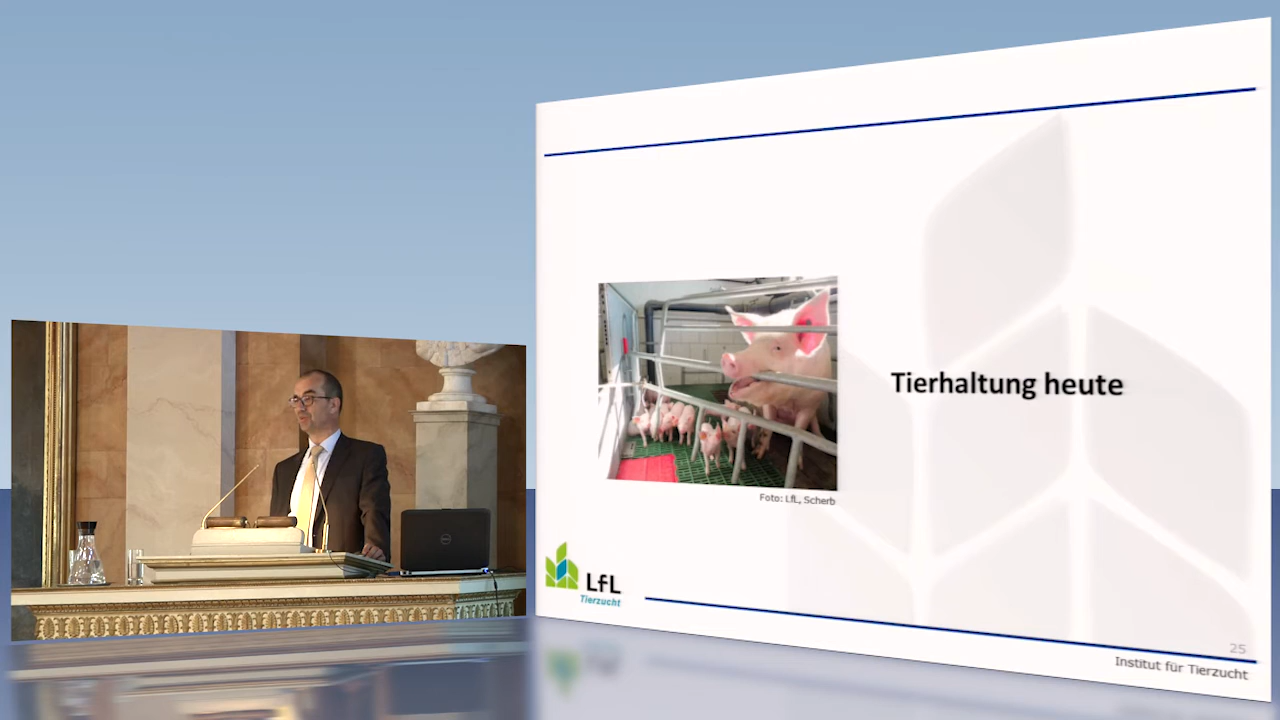 Tierhaltung heute
Foto: LfL, Scherb
LfL
Tierzucht
25
Institut für Tierzucht